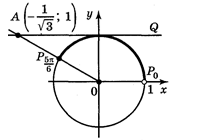 A (-1/√3; 1) y Q
P5π/6 P0
0 1 x